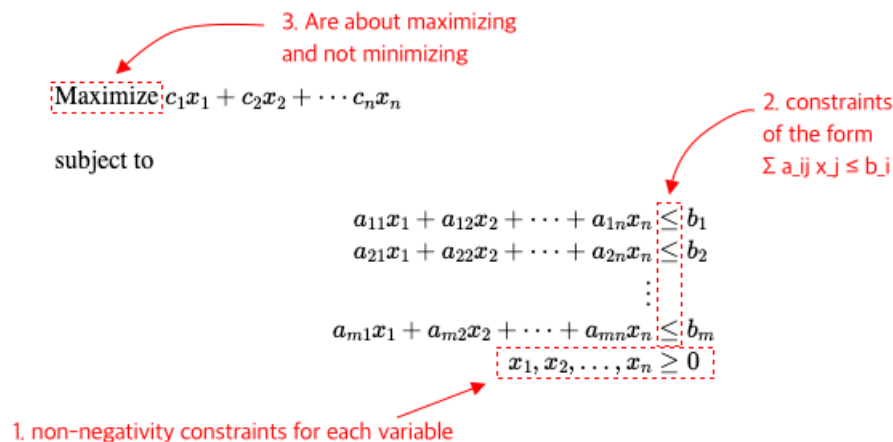 3. Are about maximizing
and not minimizing
Maximize c₁x₁ + c₂x₂ + ⋯ cₙxₙ
2. constraints
of the form
Σ a_ij x_j ≤ b_i
subject to
a₁₁x₁ + a₁₂x₂ + ⋯ + a₁ₙxₙ ≤ b₁
a₂₁x₁ + a₂₂x₂ + ⋯ + a₂ₙxₙ ≤ b₂
⋮
aₘ₁x₁ + aₘ₂x₂ + ⋯ + aₘₙxₙ ≤ bₘ
x₁, x₂, …, xₙ ≥ 0
1. non-negativity constraints for each variable